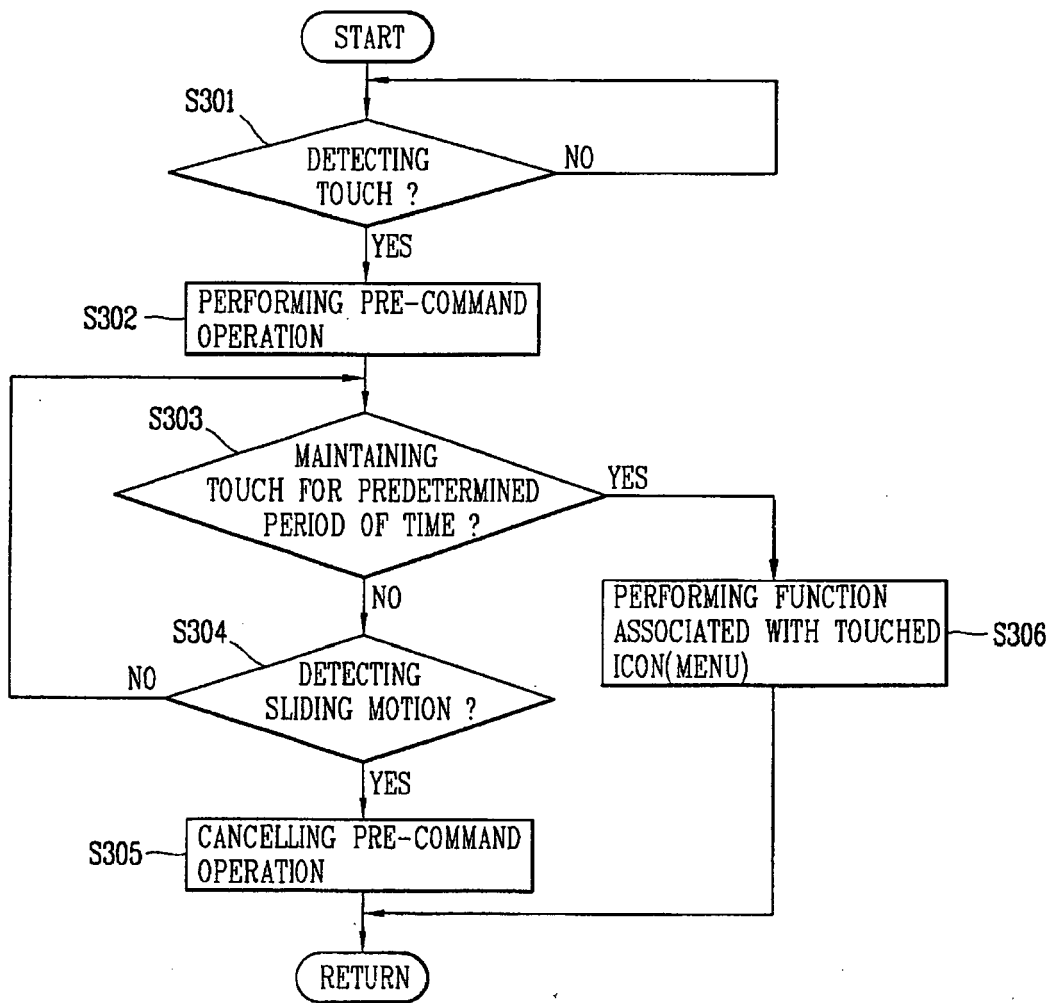 START
S301
DETECTING
TOUCH ?
NO
YES
S302
PERFORMING PRE-COMMAND
OPERATION
S303
MAINTAINING
TOUCH FOR PREDETERMINED
PERIOD OF TIME ?
YES
NO
PERFORMING FUNCTION
ASSOCIATED WITH TOUCHED
ICON(MENU)
S306
S304
DETECTING
SLIDING MOTION ?
NO
YES
S305
CANCELLING PRE-COMMAND
OPERATION
RETURN